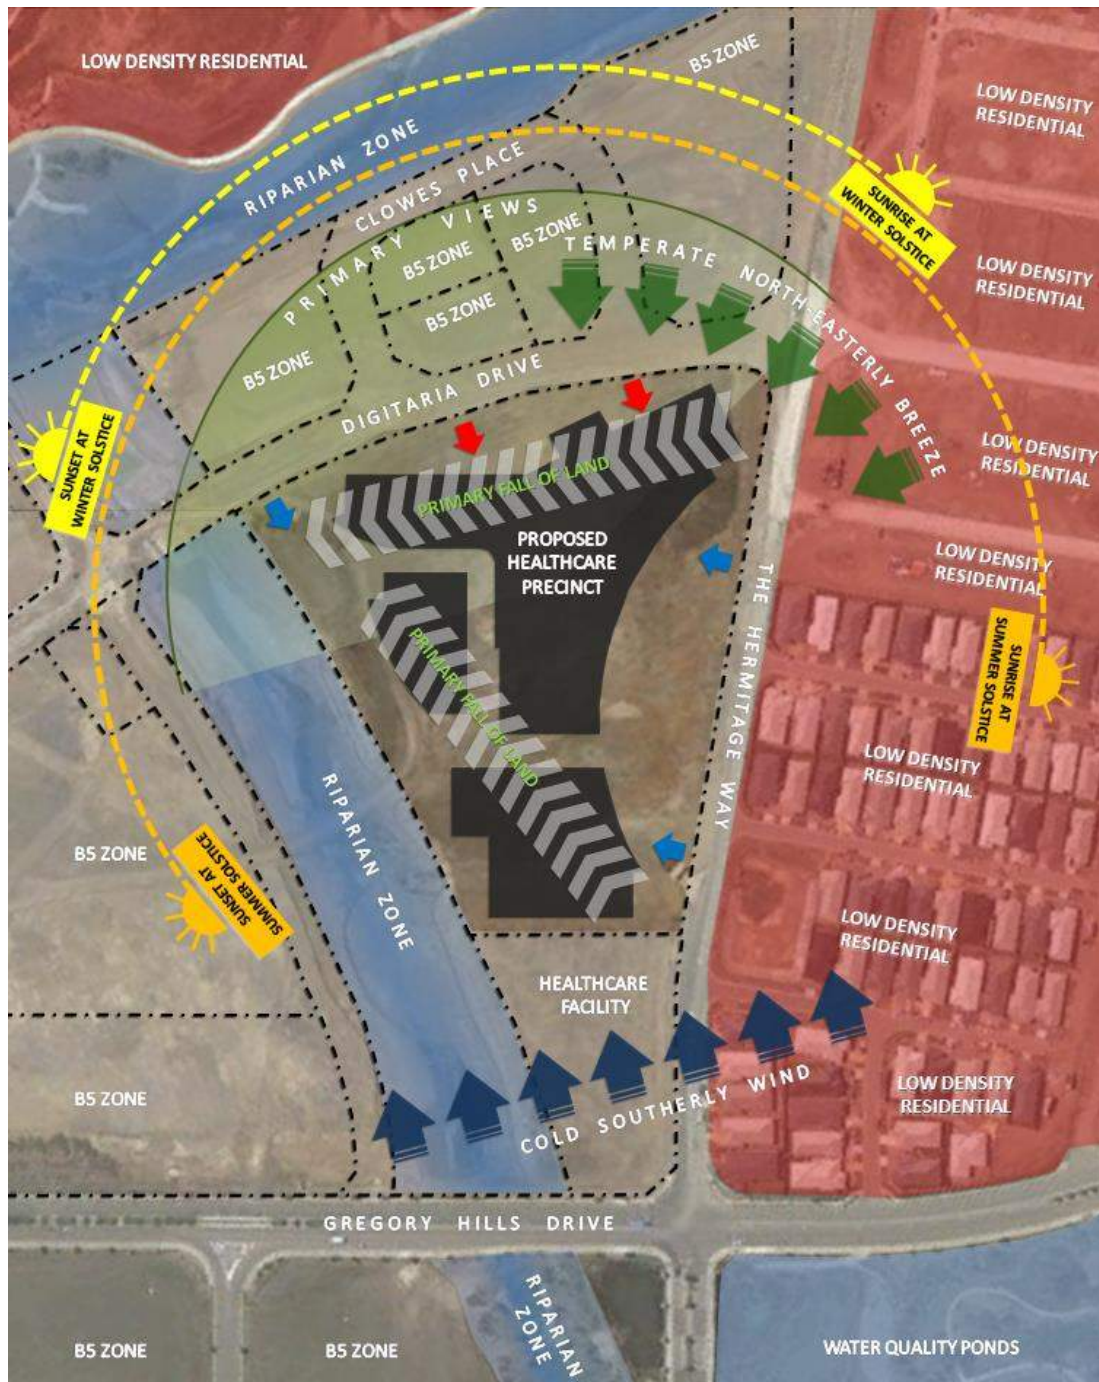 LOW DENSITY RESIDENTIAL
B5 ZONE
LOW DENSITY
RESIDENTIAL
RIPARIAN ZONE
CLOWES PLACE
PRIMARY VIEWS
B5 ZONE
B5 ZONE
B5 ZONE
B5 ZONE
TEMPERATE NORTH-EASTERLY BREEZE
SUNRISE AT
WINTER SOLSTICE
LOW DENSITY
RESIDENTIAL
DIGITARIA DRIVE
SUNSET AT
WINTER SOLSTICE
LOW DENSITY
RESIDENTIAL
PRIMARY FALL OF LAND
PROPOSED
HEALTHCARE
PRECINCT
LOW DENSITY
RESIDENTIAL
THE HERMITAGE WAY
PRIMARY FALL OF LAND
SUNRISE AT
SUMMER SOLSTICE
LOW DENSITY
RESIDENTIAL
RIPARIAN ZONE
B5 ZONE
SUNSET AT
SUMMER SOLSTICE
LOW DENSITY
RESIDENTIAL
HEALTHCARE
FACILITY
COLD SOUTHERLY WIND
B5 ZONE
LOW DENSITY
RESIDENTIAL
GREGORY HILLS DRIVE
RIPARIAN
ZONE
B5 ZONE
B5 ZONE
WATER QUALITY PONDS